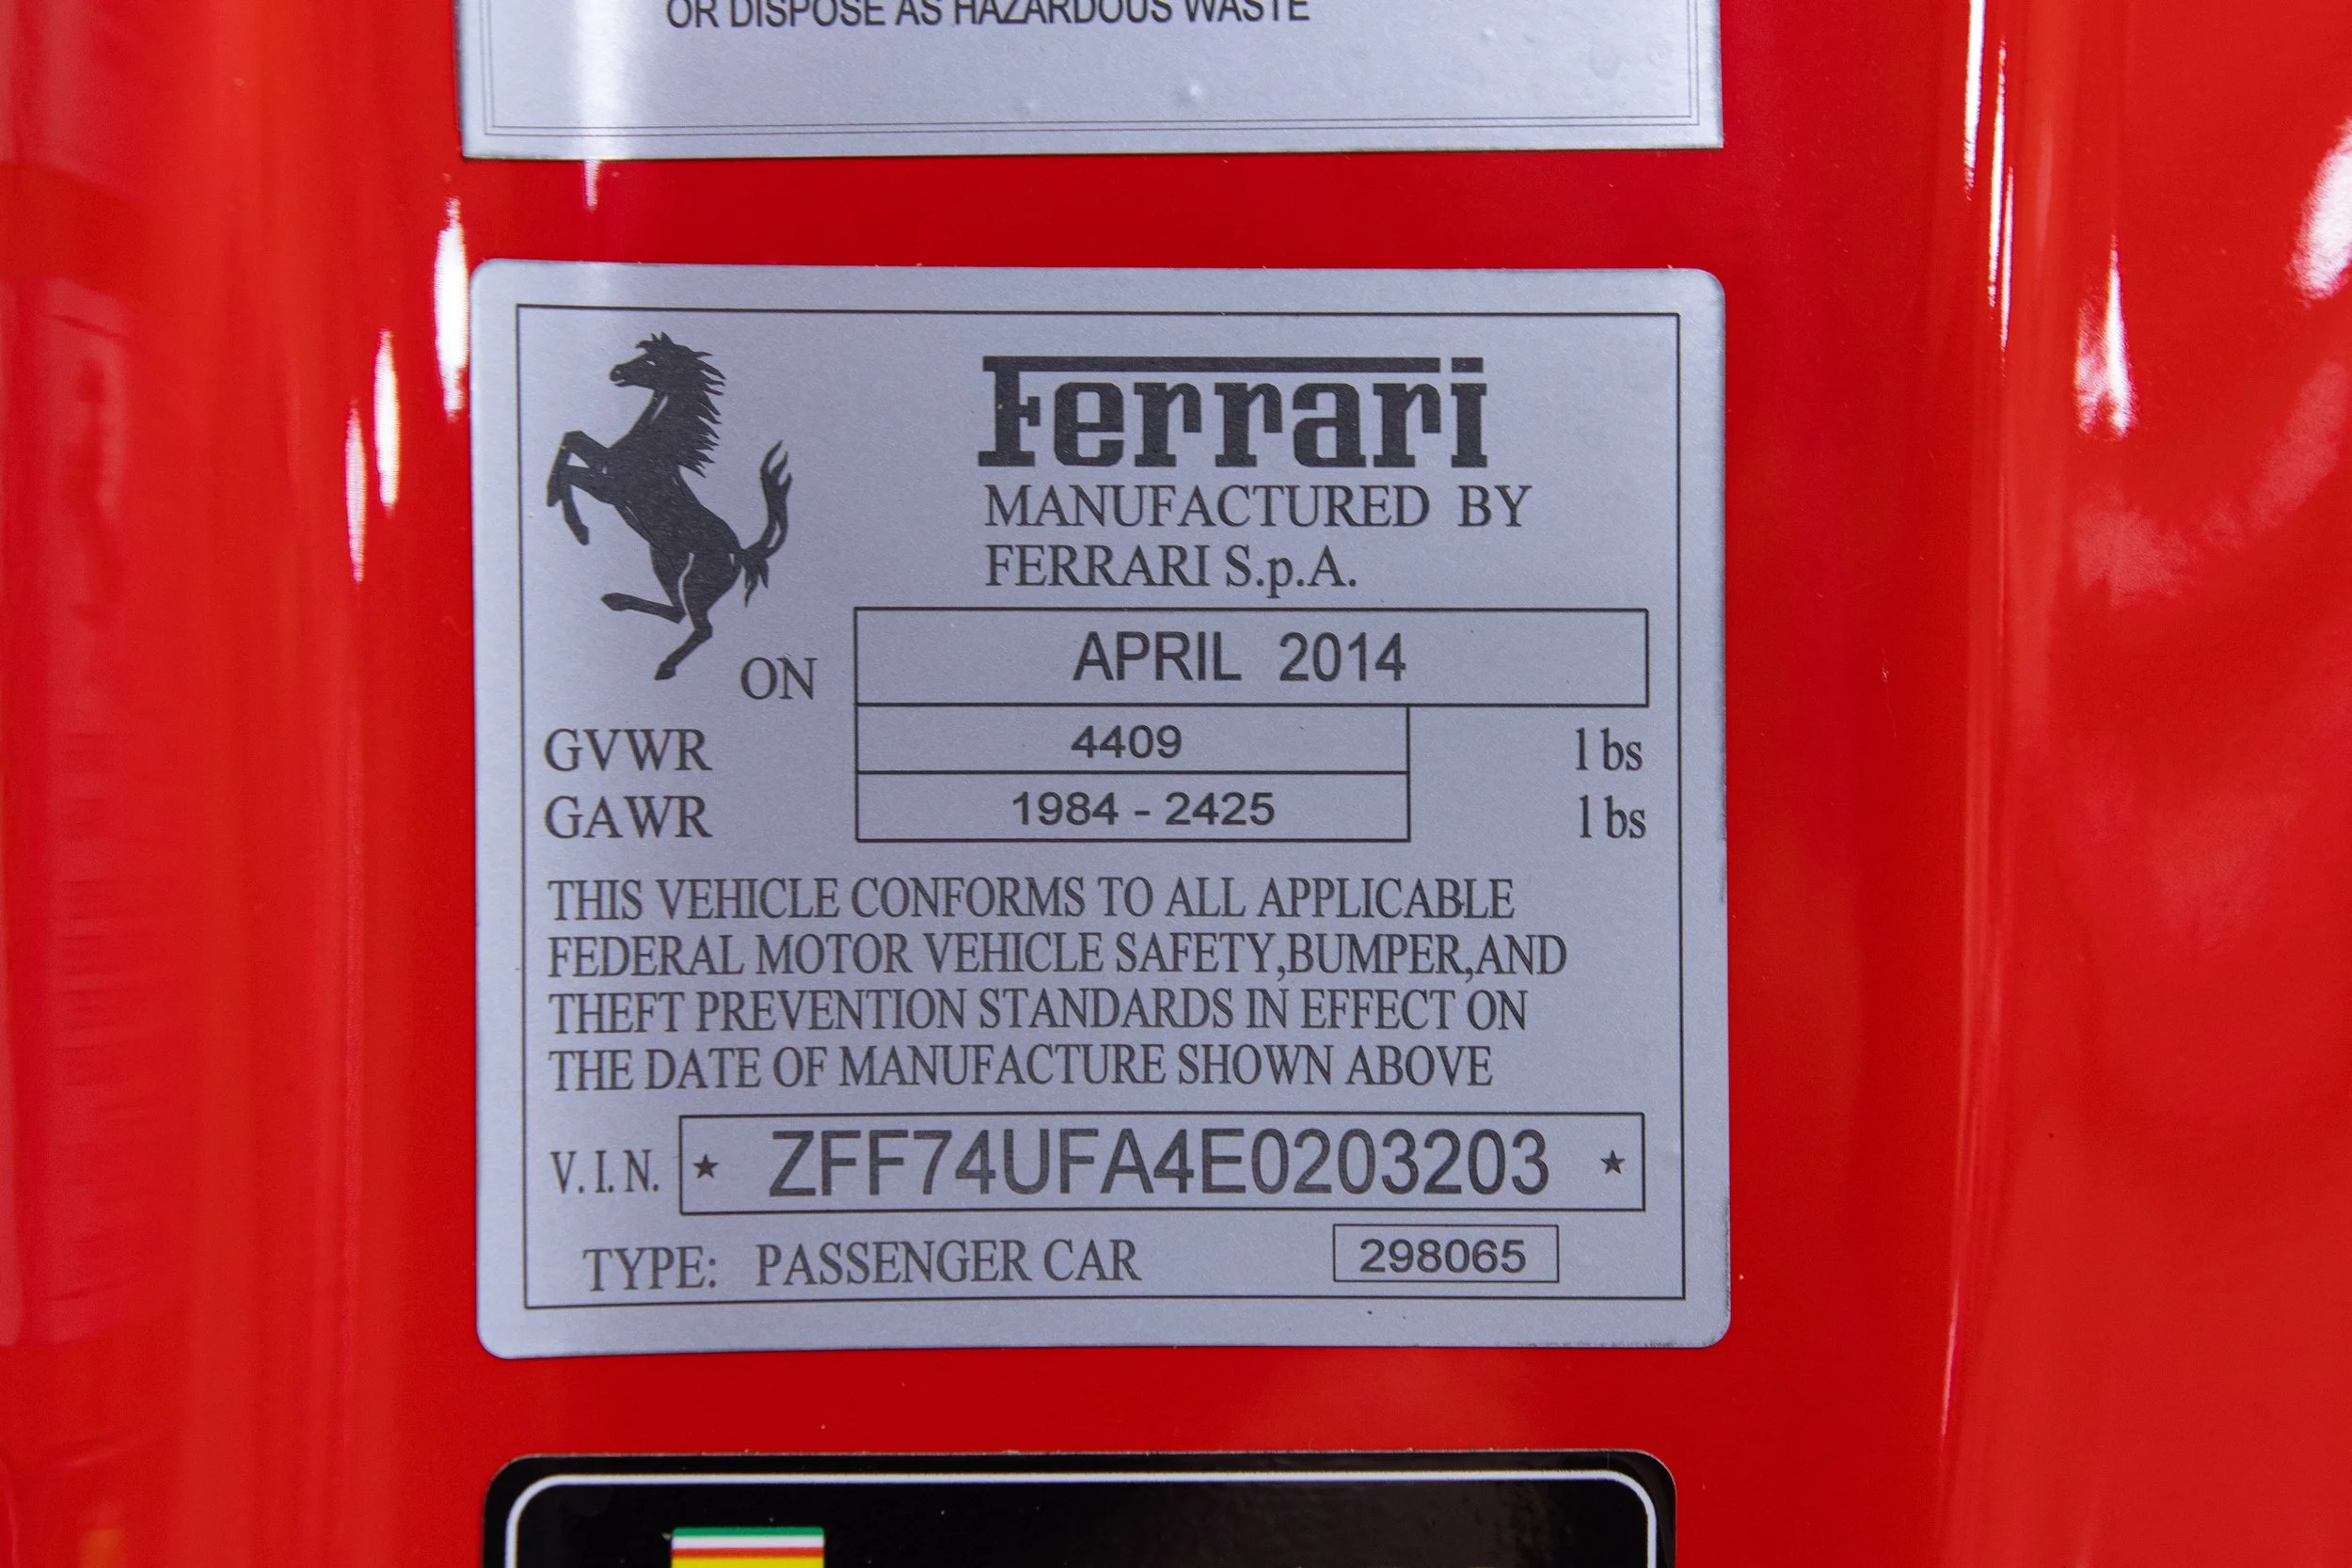 OR DISPOSE AS HAZARDOUS WASTE
Ferrari
MANUFACTURED BY
FERRARI S.p.A.
ON APRIL 2014
GVWR 4409 lbs
GAWR 1984 - 2425 lbs
THIS VEHICLE CONFORMS TO ALL APPLICABLE
FEDERAL MOTOR VEHICLE SAFETY,BUMPER,AND
THEFT PREVENTION STANDARDS IN EFFECT ON
THE DATE OF MANUFACTURE SHOWN ABOVE
V.I.N. ★ ZFF74UFA4E0203203 ★
TYPE: PASSENGER CAR 298065